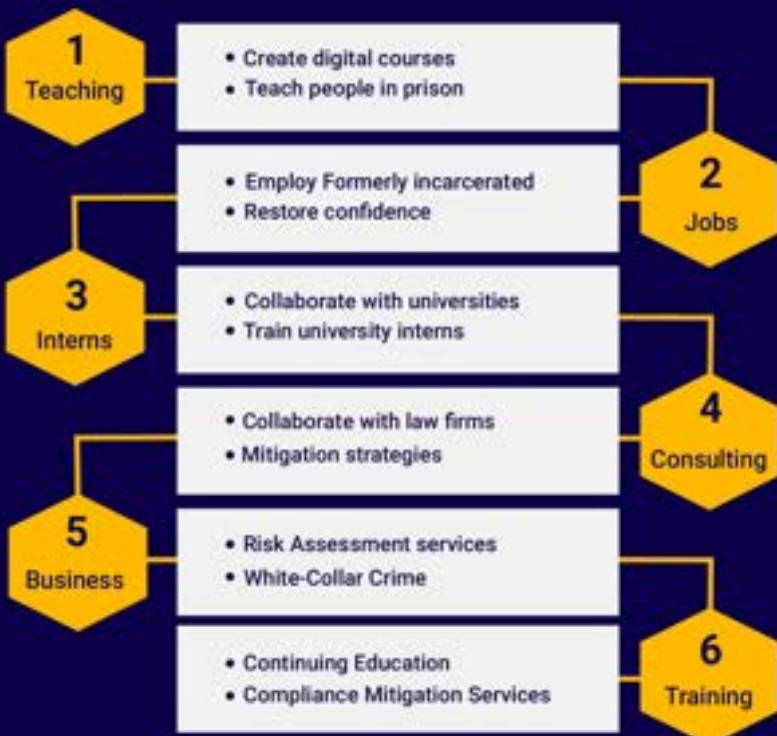 1
Teaching
• Create digital courses
• Teach people in prison
2
Jobs
• Employ Formerly incarcerated
• Restore confidence
3
Interns
• Collaborate with universities
• Train university interns
4
Consulting
• Collaborate with law firms
• Mitigation strategies
5
Business
• Risk Assessment services
• White-Collar Crime
6
Training
• Continuing Education
• Compliance Mitigation Services